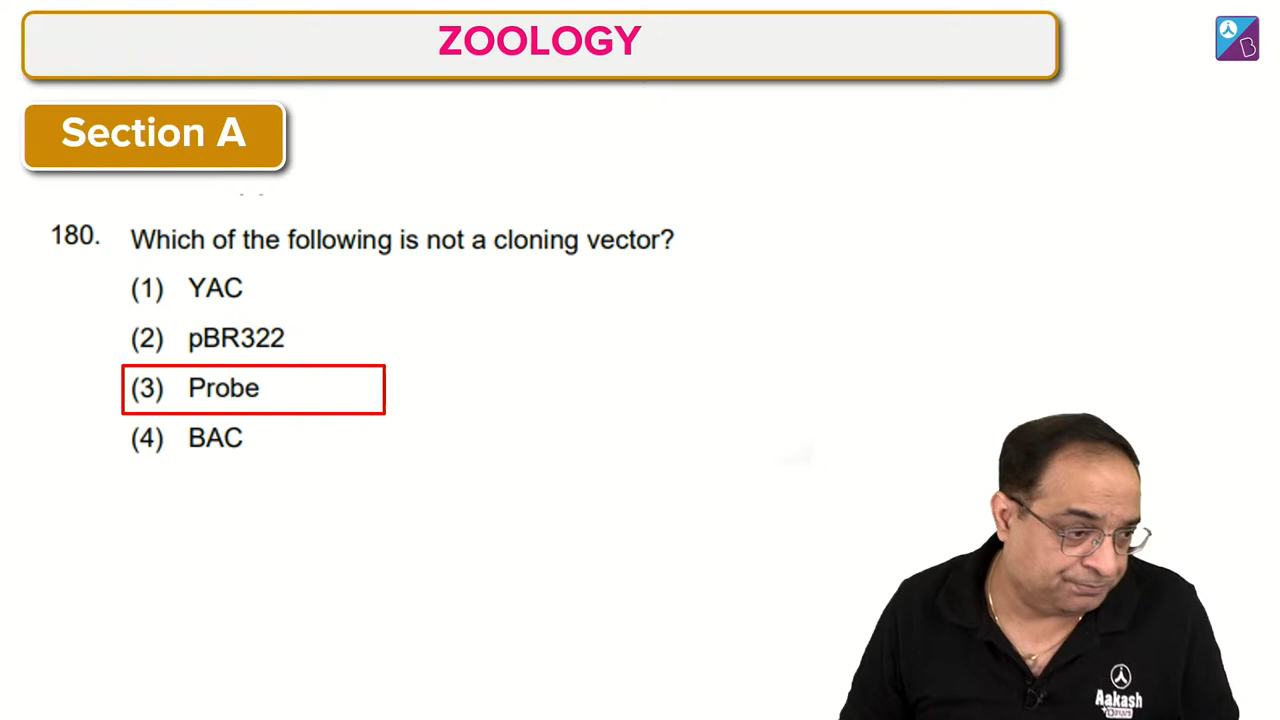 ZOOLOGY
Section A
180. Which of the following is not a cloning vector?
(1) YAC
(2) pBR322
(3) Probe
(4) BAC
Aakash